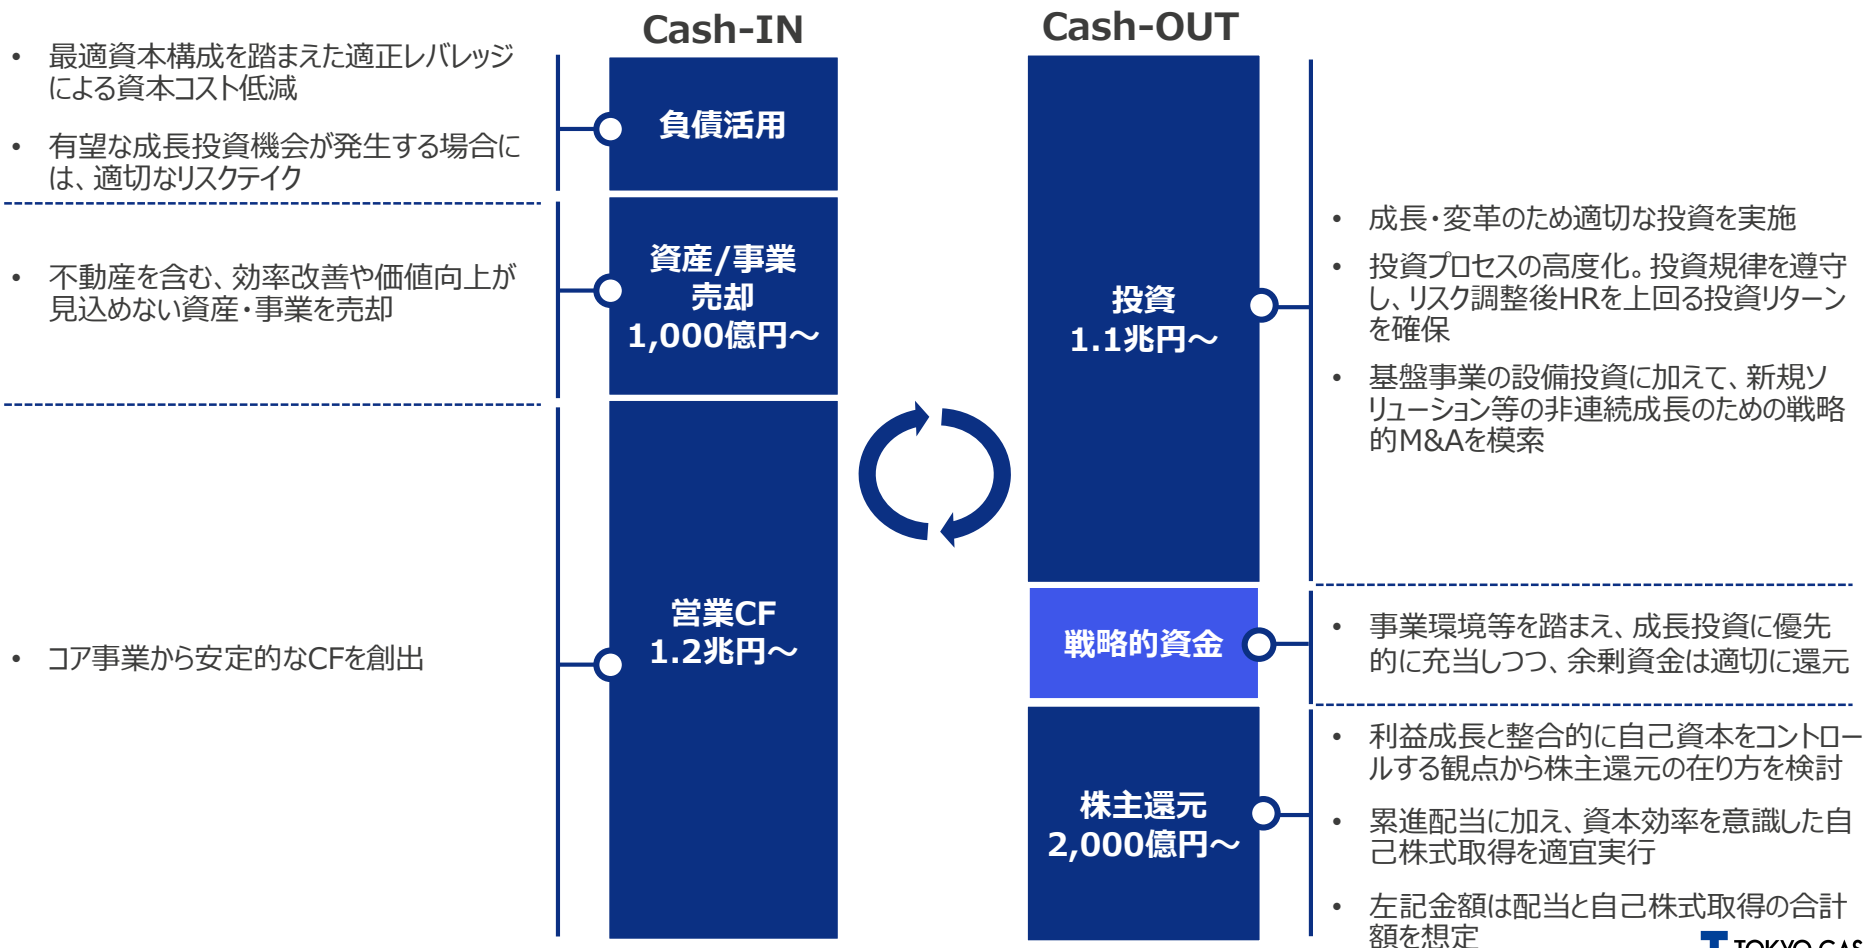 Cash-IN
• 最適資本構成を踏まえた適正レバレッジ
による資本コスト低減
• 有望な成長投資機会が発生する場合に
は、適切なリスクテイク
負債活用
• 不動産を含む、効率改善や価値向上が
見込めない資産・事業を売却
資産/事業
売却
1,000億円～
• コア事業から安定的なCFを創出
営業CF
1.2兆円～
Cash-OUT
投資
1.1兆円～
• 成長・変革のため適切な投資を実施
• 投資プロセスの高度化。投資規律を遵守
し、リスク調整後HRを上回る投資リターン
を確保
• 基盤事業の設備投資に加えて、新規ソ
リューション等の非連続成長のための戦略
的M&Aを模索
戦略的資金
• 事業環境等を踏まえ、成長投資に優先
的に充当しつつ、余剰資金は適切に還元
株主還元
2,000億円～
• 利益成長と整合的に自己資本をコントロー
ルする観点から株主還元の在り方を検討
• 累進配当に加え、資本効率を意識した自
己株式取得を適宜実行
• 左記金額は配当と自己株式取得の合計
額を想定
TOKYO GAS